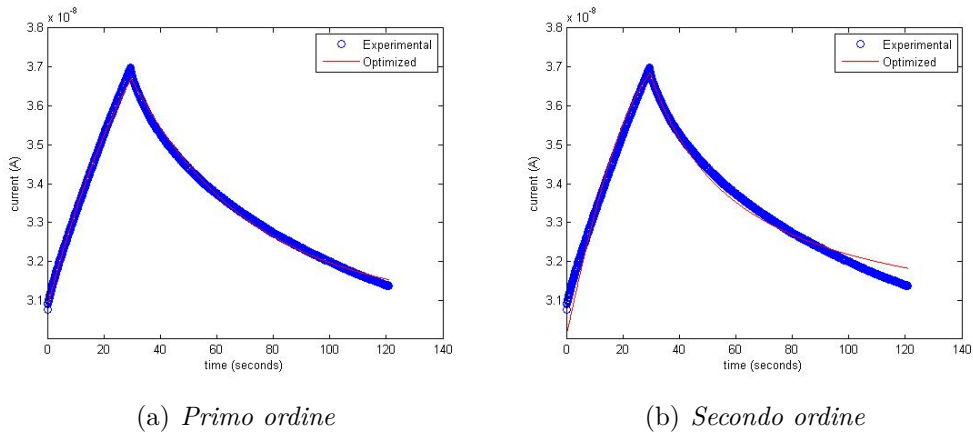 x 10⁻⁸
3.8
3.7
3.6
3.5
3.4
3.3
3.2
3.1
0 20 40 60 80 100 120 140
current (A)
time (seconds)
Experimental
Optimized
(a) Primo ordine
x 10⁻⁸
3.8
3.7
3.6
3.5
3.4
3.3
3.2
3.1
0 20 40 60 80 100 120 140
current (A)
time (seconds)
Experimental
Optimized
(b) Secondo ordine